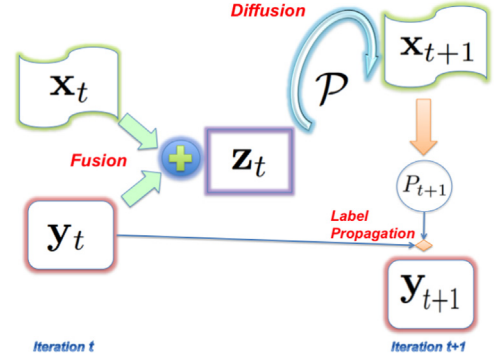 Diffusion
x_t
P
x_{t+1}
Fusion
+
z_t
P_{t+1}
y_t
Label
Propagation
y_{t+1}
Iteration t
Iteration t+1